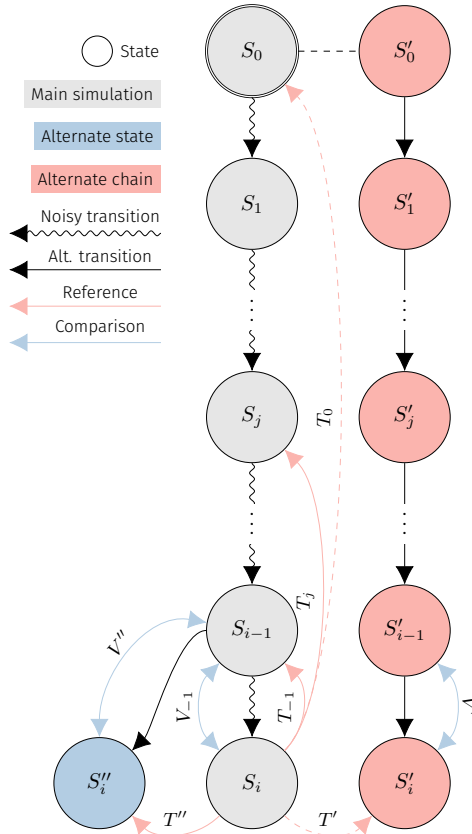 State
Main simulation
Alternate state
Alternate chain
Noisy transition
Alt. transition
Reference
Comparison
S₀
S′₀
S₁
S′₁
⋮
⋮
Sⱼ
S′ⱼ
T₀
⋮
⋮
Tⱼ
Sᵢ₋₁
S′ᵢ₋₁
V″
V₋₁
T₋₁
S″ᵢ
Sᵢ
S′ᵢ
T″
T′